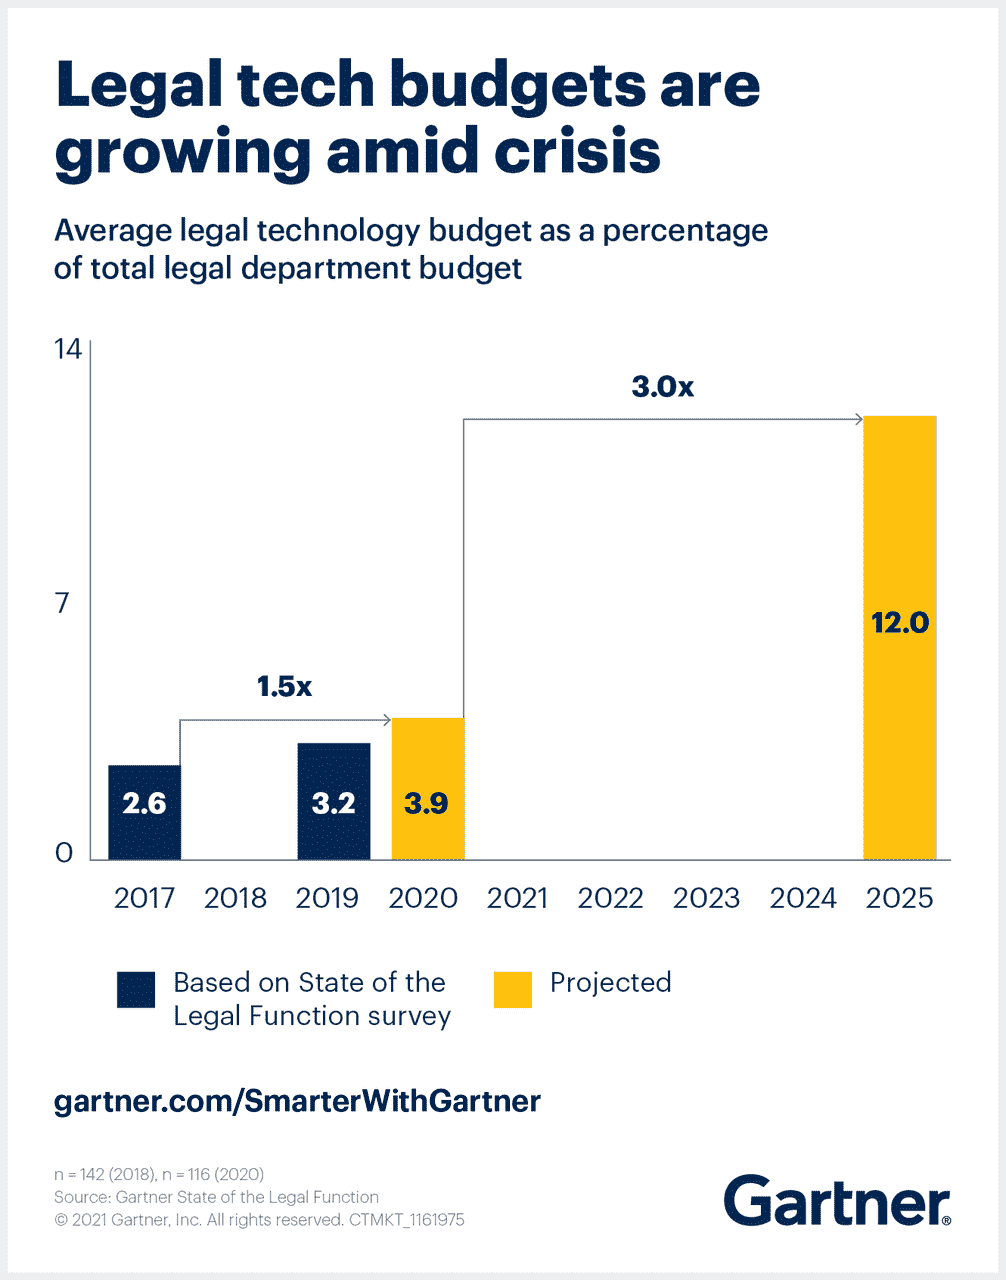 Legal tech budgets are
growing amid crisis
Average legal technology budget as a percentage
of total legal department budget
14
3.0x
7
12.0
1.5x
2.6
3.2
3.9
0
2017 2018 2019 2020 2021 2022 2023 2024 2025
Based on State of the
Legal Function survey
Projected
gartner.com/SmarterWithGartner
n = 142 (2018), n = 116 (2020)
Source: Gartner State of the Legal Function
© 2021 Gartner, Inc. All rights reserved. CTMKT_1161975
Gartner®